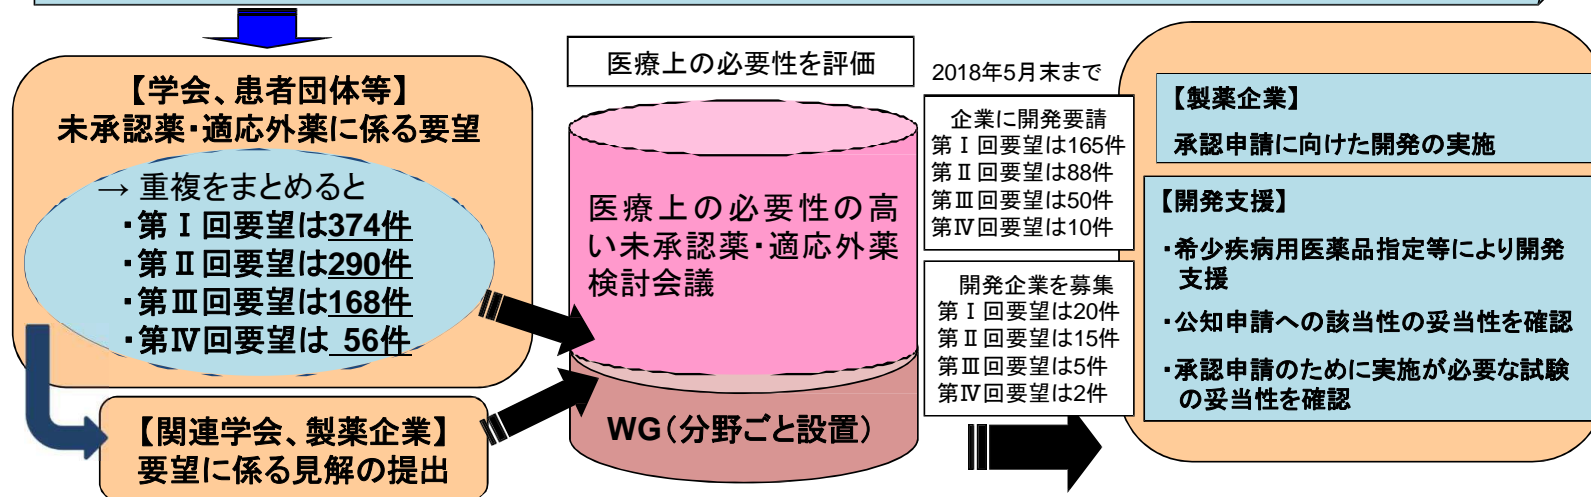 【学会、患者団体等】
未承認薬・適応外薬に係る要望
→ 重複をまとめると
・第Ⅰ回要望は374件
・第Ⅱ回要望は290件
・第Ⅲ回要望は168件
・第Ⅳ回要望は 56件
【関連学会、製薬企業】
要望に係る見解の提出
医療上の必要性を評価
医療上の必要性の高
い未承認薬・適応外薬
検討会議
WG（分野ごと設置）
2018年5月末まで
企業に開発要請
第Ⅰ回要望は165件
第Ⅱ回要望は88件
第Ⅲ回要望は50件
第Ⅳ回要望は10件
開発企業を募集
第Ⅰ回要望は20件
第Ⅱ回要望は15件
第Ⅲ回要望は5件
第Ⅳ回要望は2件
【製薬企業】
承認申請に向けた開発の実施
【開発支援】
・希少疾病用医薬品指定等により開発
支援
・公知申請への該当性の妥当性を確認
・承認申請のために実施が必要な試験
の妥当性を確認